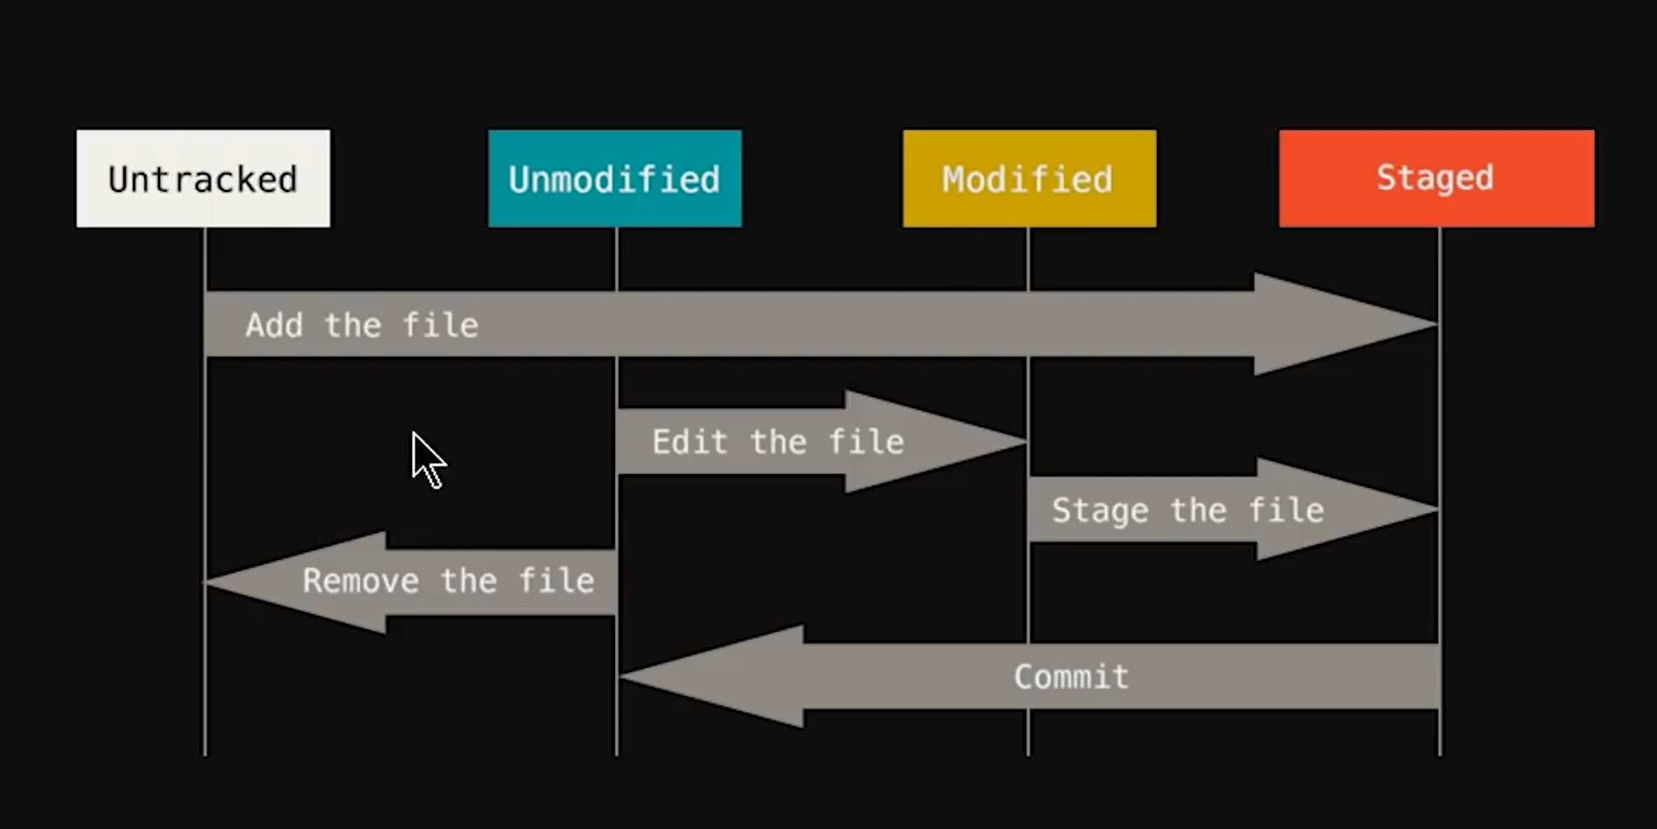 Untracked
Unmodified
Modified
Staged
Add the file
Edit the file
Stage the file
Remove the file
Commit